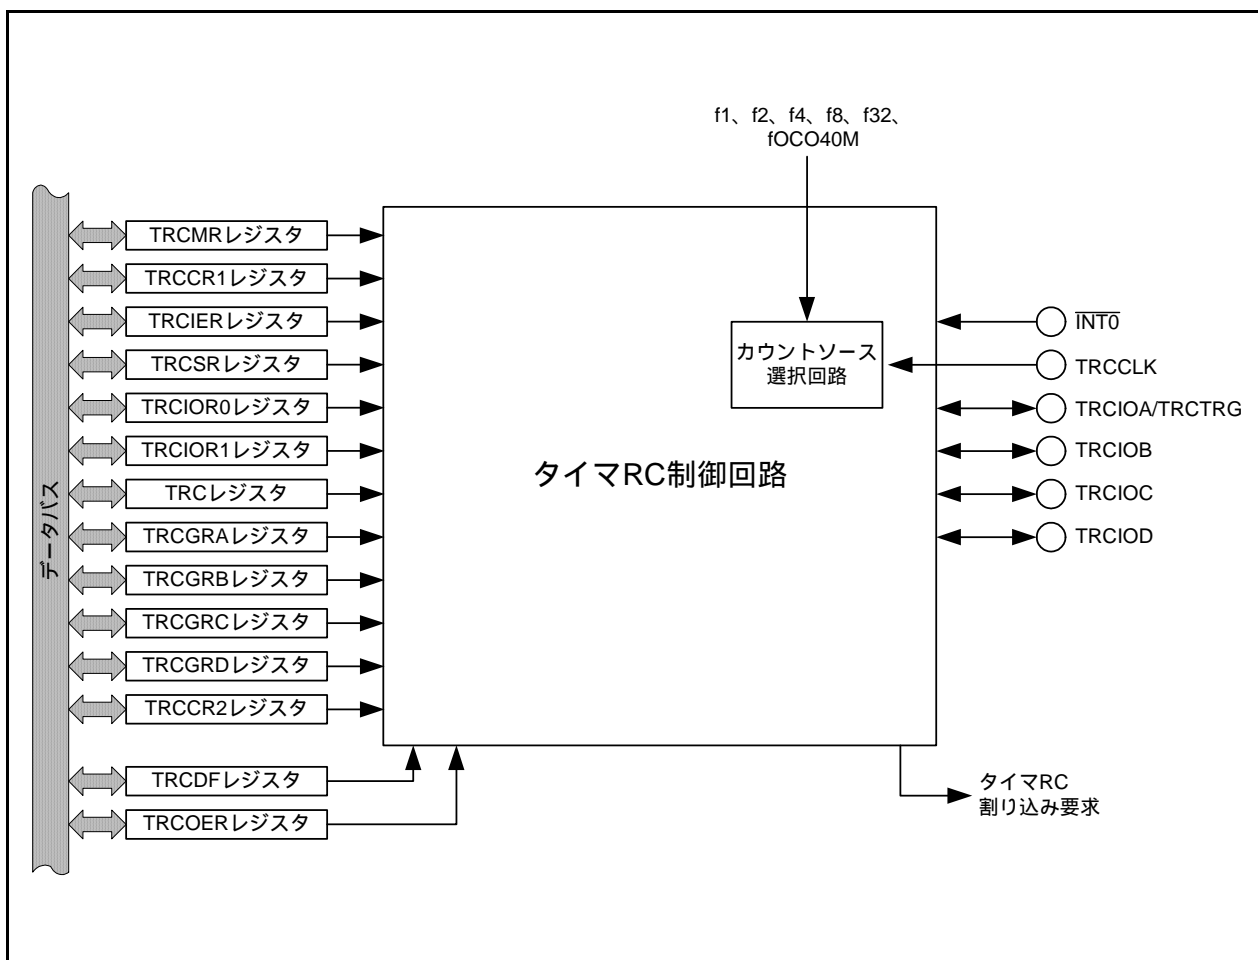 f1、f2、f4、f8、f32、
fOCO40M
データバス
TRCMRレジスタ
TRCCR1レジスタ
TRCIERレジスタ
TRCSRレジスタ
TRCIOR0レジスタ
TRCIOR1レジスタ
TRCレジスタ
TRCGRAレジスタ
TRCGRBレジスタ
TRCGRCレジスタ
TRCGRDレジスタ
TRCCR2レジスタ
TRCDFレジスタ
TRCOERレジスタ
カウントソース
選択回路
タイマRC制御回路
INT0
TRCCLK
TRCIOA/TRCTRG
TRCIOB
TRCIOC
TRCIOD
タイマRC
割り込み要求